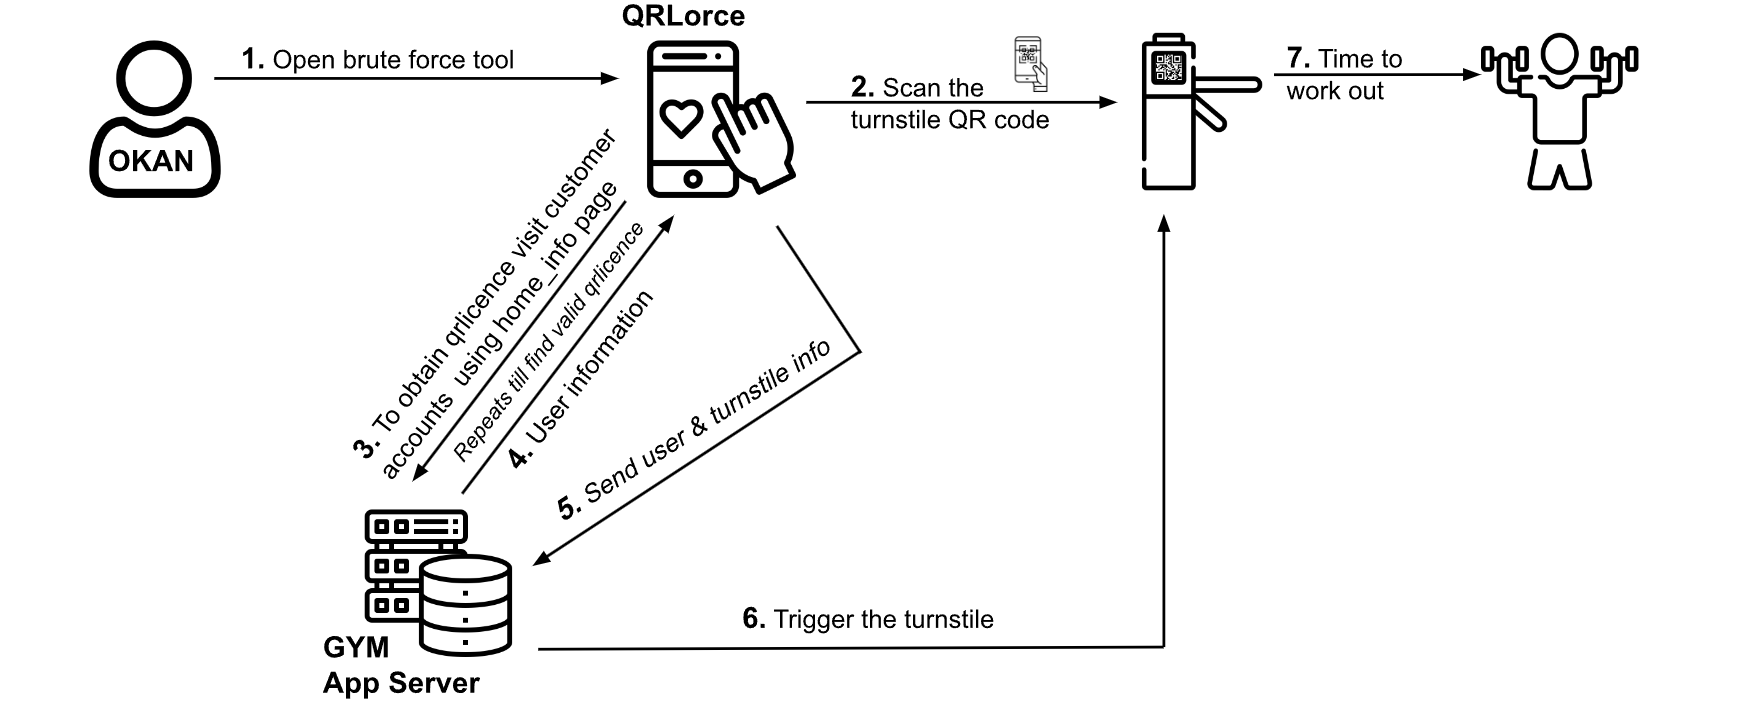 QRLorce
1. Open brute force tool
OKAN
2. Scan the
turnstile QR code
7. Time to
work out
3. To obtain qrlicence visit customer
accounts using home_info page
Repeats till find valid qrlicence
4. User information
5. Send user & turnstile info
6. Trigger the turnstile
GYM
App Server